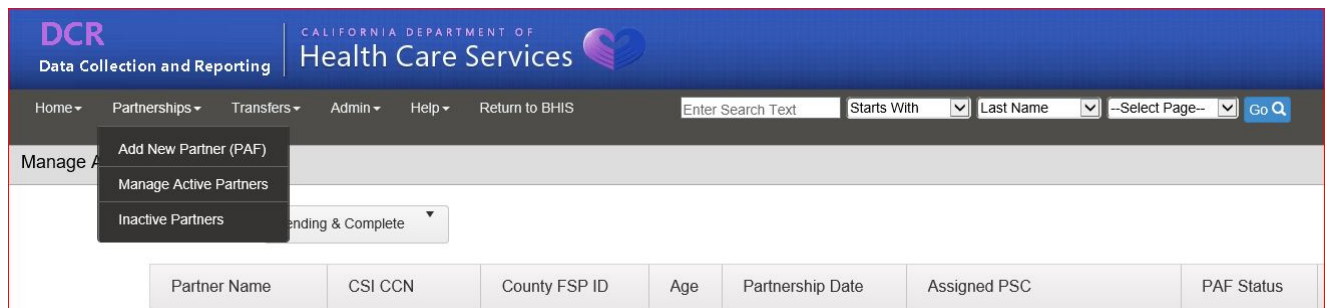 DCR
Data Collection and Reporting
CALIFORNIA DEPARTMENT OF
Health Care Services
Home Partnerships Transfers Admin Help Return to BHIS Enter Search Text Starts With Last Name --Select Page-- Go
Add New Partner (PAF)
Manage A
Manage Active Partners
Inactive Partners
ending & Complete
Partner Name CSI CCN County FSP ID Age Partnership Date Assigned PSC PAF Status